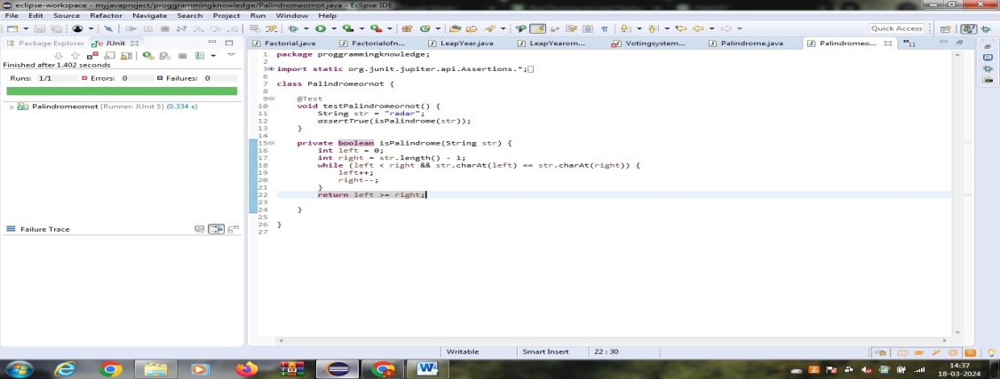 eclipse-workspace - myjavaproject/proggrammingknowledge/Palindromeornot.java - Eclipse IDE
File Edit Source Refactor Navigate Search Project Run Window Help
Quick Access
Package Explorer JUnit
Finished after 1.402 seconds
Runs: 1/1 Errors: 0 Failures: 0
Palindromeornot [Runner: JUnit 5] (0.334 s)
Failure Trace
Factorial.java Factorialofn... LeapYear.java LeapYearorn... Votingsystem... Palindrome.java Palindromeo... »11
1 package proggrammingknowledge;
2
3 import static org.junit.jupiter.api.Assertions.*;
6
7 class Palindromeornot {
8
9 @Test
10 void testPalindromeornot() {
11 String str = "radar";
12 assertTrue(isPalindrome(str));
13 }
14
15 private boolean isPalindrome(String str) {
16 int left = 0;
17 int right = str.length() - 1;
18 while (left < right && str.charAt(left) == str.charAt(right)) {
19 left++;
20 right--;
21 }
22 return left >= right;
23
24 }
25
26 }
27
Writable Smart Insert 22 : 30
14:37
18-03-2024